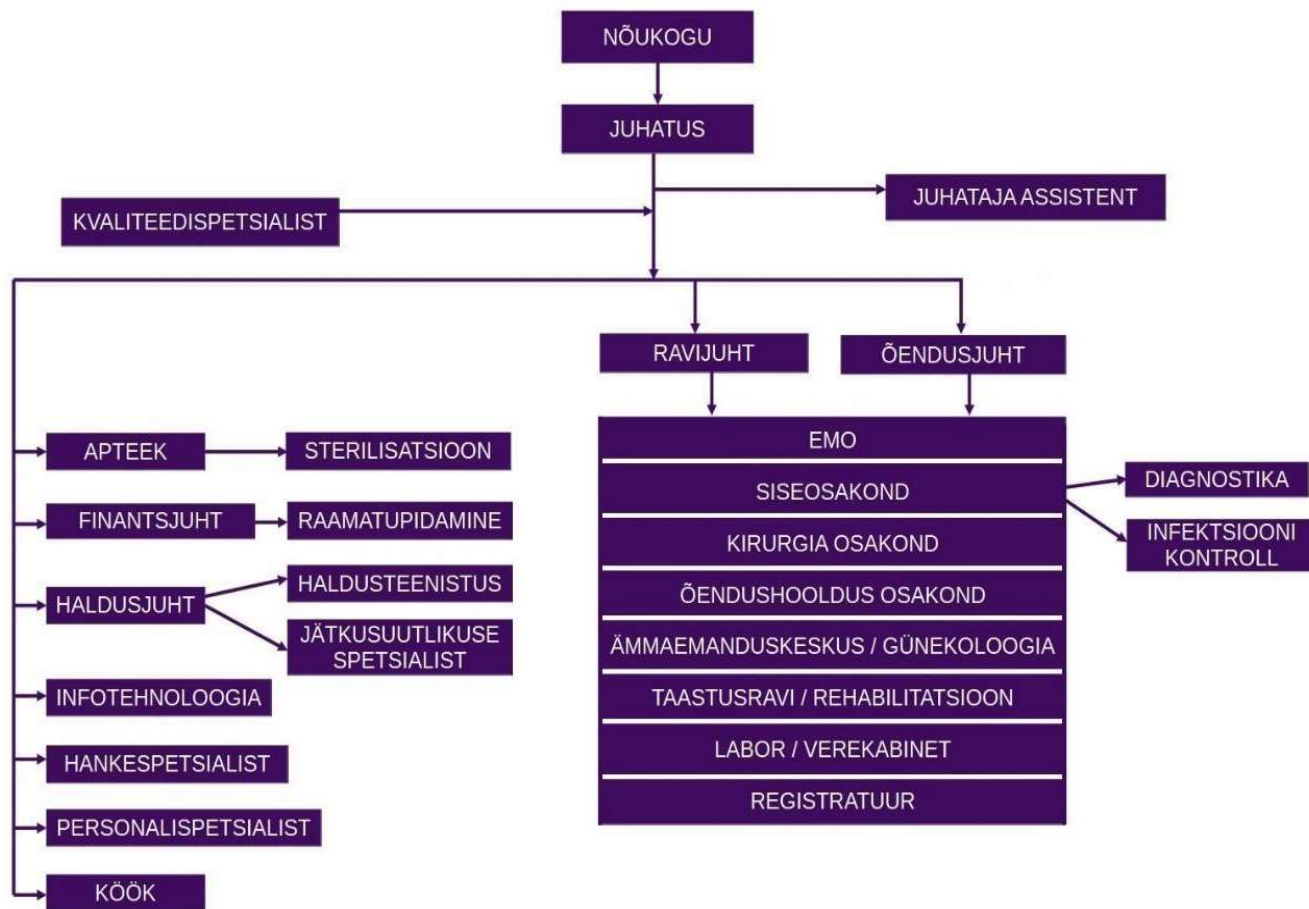 NÕUKOGU
JUHATUS
KVALITEEDISPETSIALIST
JUHATAJA ASSISTENT
RAVIJUHT
ÕENDUSJUHT
APTEEK
STERILISATSIOON
FINANTSJUHT
RAAMATUPIDAMINE
HALDUSJUHT
HALDUSTEENISTUS
JÄTKUSUUTLIKUSE
SPETSIALIST
INFOTEHNOLOOGIA
HANKESPETSIALIST
PERSONALISPETSIALIST
KÖÖK
EMO
SISEOSAKOND
KIRURGIA OSAKOND
ÕENDUSHOOLDUS OSAKOND
ÄMMAEMANDUSKESKUS / GÜNEKOLOOGIA
TAASTUSRAVI / REHABILITATSIOON
LABOR / VEREKABINET
REGISTRATUUR
DIAGNOSTIKA
INFEKTSIOONI
KONTROLL